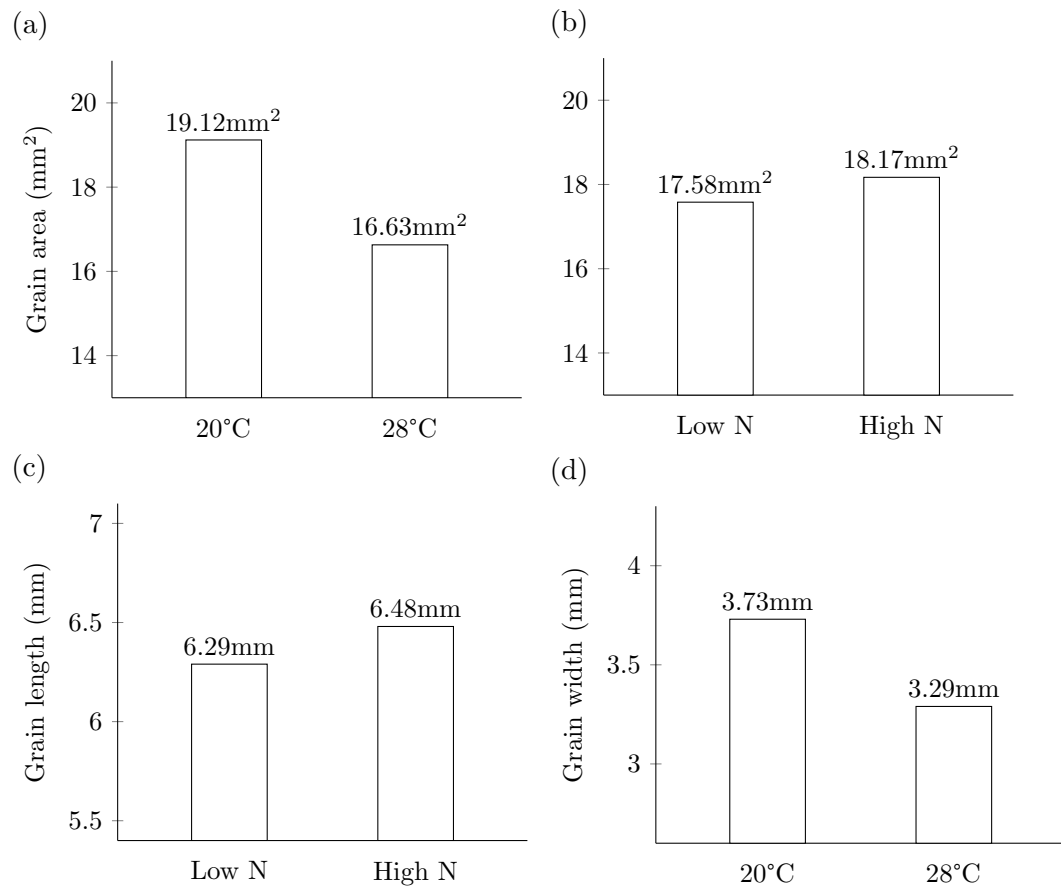 (a)
Grain area (mm²)
20
18
16
14
19.12mm²
16.63mm²
20°C
28°C
(b)
20
18
16
14
17.58mm²
18.17mm²
Low N
High N
(c)
Grain length (mm)
7
6.5
6
5.5
6.29mm
6.48mm
Low N
High N
(d)
Grain width (mm)
4
3.5
3
3.73mm
3.29mm
20°C
28°C